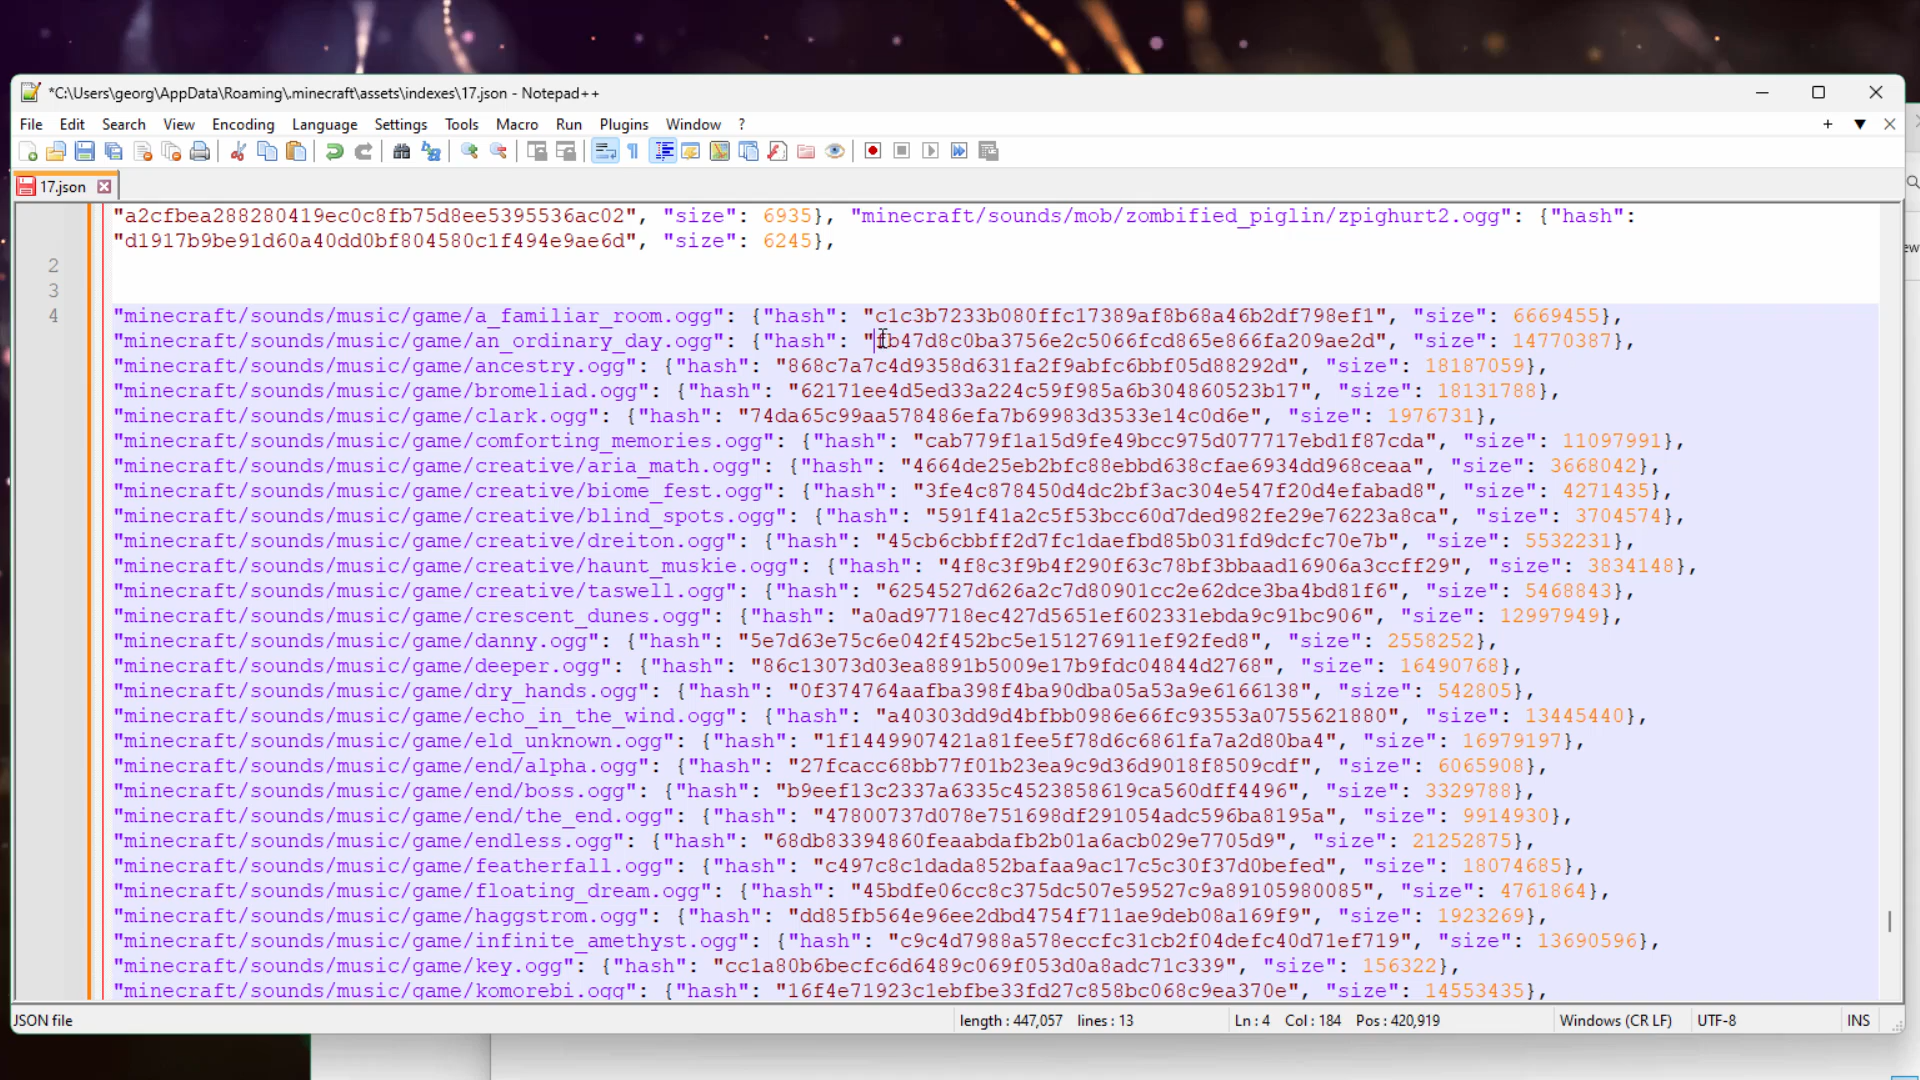 *C:\Users\georg\AppData\Roaming\.minecraft\assets\indexes\17.json - Notepad++
File Edit Search View Encoding Language Settings Tools Macro Run Plugins Window ?
17.json
"a2cfbea288280419ec0c8fb75d8ee5395536ac02", "size": 6935}, "minecraft/sounds/mob/zombified_piglin/zpighurt2.ogg": {"hash":
"d1917b9be91d60a40dd0bf804580c1f494e9ae6d", "size": 6245},
2
3
4 "minecraft/sounds/music/game/a_familiar_room.ogg": {"hash": "c1c3b7233b080ffc17389af8b68a46b2df798ef1", "size": 6669455},
"minecraft/sounds/music/game/an_ordinary_day.ogg": {"hash": "fb47d8c0ba3756e2c5066fcd865e866fa209ae2d", "size": 14770387},
"minecraft/sounds/music/game/ancestry.ogg": {"hash": "868c7a7c4d9358d631fa2f9abfc6bbf05d88292d", "size": 18187059},
"minecraft/sounds/music/game/bromeliad.ogg": {"hash": "62171ee4d5ed33a224c59f985a6b304860523b17", "size": 18131788},
"minecraft/sounds/music/game/clark.ogg": {"hash": "74da65c99aa578486efa7b69983d3533e14c0d6e", "size": 1976731},
"minecraft/sounds/music/game/comforting_memories.ogg": {"hash": "cab779f1a15d9fe49bcc975d077717ebd1f87cda", "size": 11097991},
"minecraft/sounds/music/game/creative/aria_math.ogg": {"hash": "4664de25eb2bfc88ebbd638cfae6934dd968ceaa", "size": 3668042},
"minecraft/sounds/music/game/creative/biome_fest.ogg": {"hash": "3fe4c878450d4dc2bf3ac304e547f20d4efabad8", "size": 4271435},
"minecraft/sounds/music/game/creative/blind_spots.ogg": {"hash": "591f41a2c5f53bcc60d7ded982fe29e76223a8ca", "size": 3704574},
"minecraft/sounds/music/game/creative/dreiton.ogg": {"hash": "45cb6cbbff2d7fc1daefbd85b031fd9dcfc70e7b", "size": 5532231},
"minecraft/sounds/music/game/creative/haunt_muskie.ogg": {"hash": "4f8c3f9b4f290f63c78bf3bbaad16906a3ccff29", "size": 3834148},
"minecraft/sounds/music/game/creative/taswell.ogg": {"hash": "6254527d626a2c7d80901cc2e62dce3ba4bd81f6", "size": 5468843},
"minecraft/sounds/music/game/crescent_dunes.ogg": {"hash": "a0ad97718ec427d5651ef602331ebda9c91bc906", "size": 12997949},
"minecraft/sounds/music/game/danny.ogg": {"hash": "5e7d63e75c6e042f452bc5e151276911ef92fed8", "size": 2558252},
"minecraft/sounds/music/game/deeper.ogg": {"hash": "86c13073d03ea8891b5009e17b9fdc04844d2768", "size": 16490768},
"minecraft/sounds/music/game/dry_hands.ogg": {"hash": "0f374764aafba398f4ba90dba05a53a9e6166138", "size": 542805},
"minecraft/sounds/music/game/echo_in_the_wind.ogg": {"hash": "a40303dd9d4bfbb0986e66fc93553a0755621880", "size": 13445440},
"minecraft/sounds/music/game/eld_unknown.ogg": {"hash": "1f1449907421a81fee5f78d6c6861fa7a2d80ba4", "size": 16979197},
"minecraft/sounds/music/game/end/alpha.ogg": {"hash": "27fcacc68bb77f01b23ea9c9d36d9018f8509cdf", "size": 6065908},
"minecraft/sounds/music/game/end/boss.ogg": {"hash": "b9eef13c2337a6335c4523858619ca560dff4496", "size": 3329788},
"minecraft/sounds/music/game/end/the_end.ogg": {"hash": "47800737d078e751698df291054adc596ba8195a", "size": 9914930},
"minecraft/sounds/music/game/endless.ogg": {"hash": "68db83394860feaabdafb2b01a6acb029e7705d9", "size": 21252875},
"minecraft/sounds/music/game/featherfall.ogg": {"hash": "c497c8c1dada852bafaa9ac17c5c30f37d0befed", "size": 18074685},
"minecraft/sounds/music/game/floating_dream.ogg": {"hash": "45bdfe06cc8c375dc507e59527c9a89105980085", "size": 4761864},
"minecraft/sounds/music/game/haggstrom.ogg": {"hash": "dd85fb564e96ee2dbd4754f711ae9deb08a169f9", "size": 1923269},
"minecraft/sounds/music/game/infinite_amethyst.ogg": {"hash": "c9c4d7988a578eccfc31cb2f04defc40d71ef719", "size": 13690596},
"minecraft/sounds/music/game/key.ogg": {"hash": "cc1a80b6becfc6d6489c069f053d0a8adc71c339", "size": 156322},
"minecraft/sounds/music/game/komorebi.ogg": {"hash": "16f4e71923c1ebfbe33fd27c858bc068c9ea370e", "size": 14553435},
JSON file length : 447,057 lines : 13 Ln : 4 Col : 184 Pos : 420,919 Windows (CR LF) UTF-8 INS